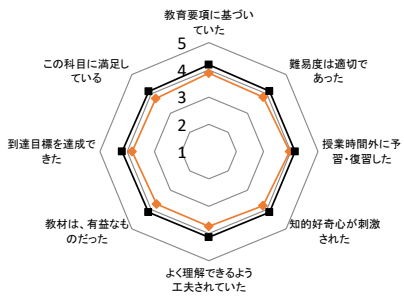 教育要項に基づい
ていた
難易度は適切で
あった
授業時間外に予
習・復習した
知的好奇心が刺激
された
よく理解できるよう
工夫されていた
教材は、有益なも
のだった
到達目標を達成で
きた
この科目に満足し
ている
5
4
3
2
1